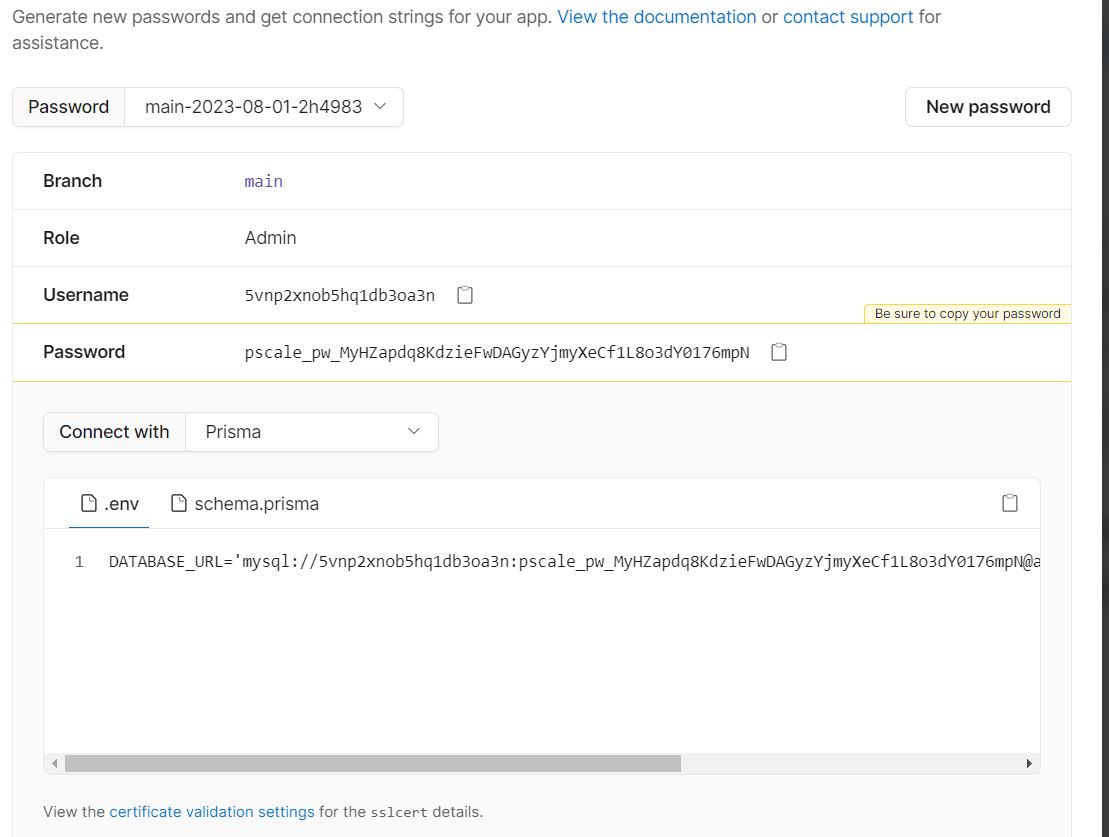 Generate new passwords and get connection strings for your app. View the documentation or contact support for
assistance.
Password main-2023-08-01-2h4983 New password
Branch main
Role Admin
Username 5vnp2xnob5hq1db3oa3n
Be sure to copy your password
Password pscale_pw_MyHZapdq8KdzieFwDAGyzYjmyXeCf1L8o3dY0176mpN
Connect with Prisma
.env schema.prisma
1 DATABASE_URL='mysql://5vnp2xnob5hq1db3oa3n:pscale_pw_MyHZapdq8KdzieFwDAGyzYjmyXeCf1L8o3dY0176mpN@a
View the certificate validation settings for the sslcert details.